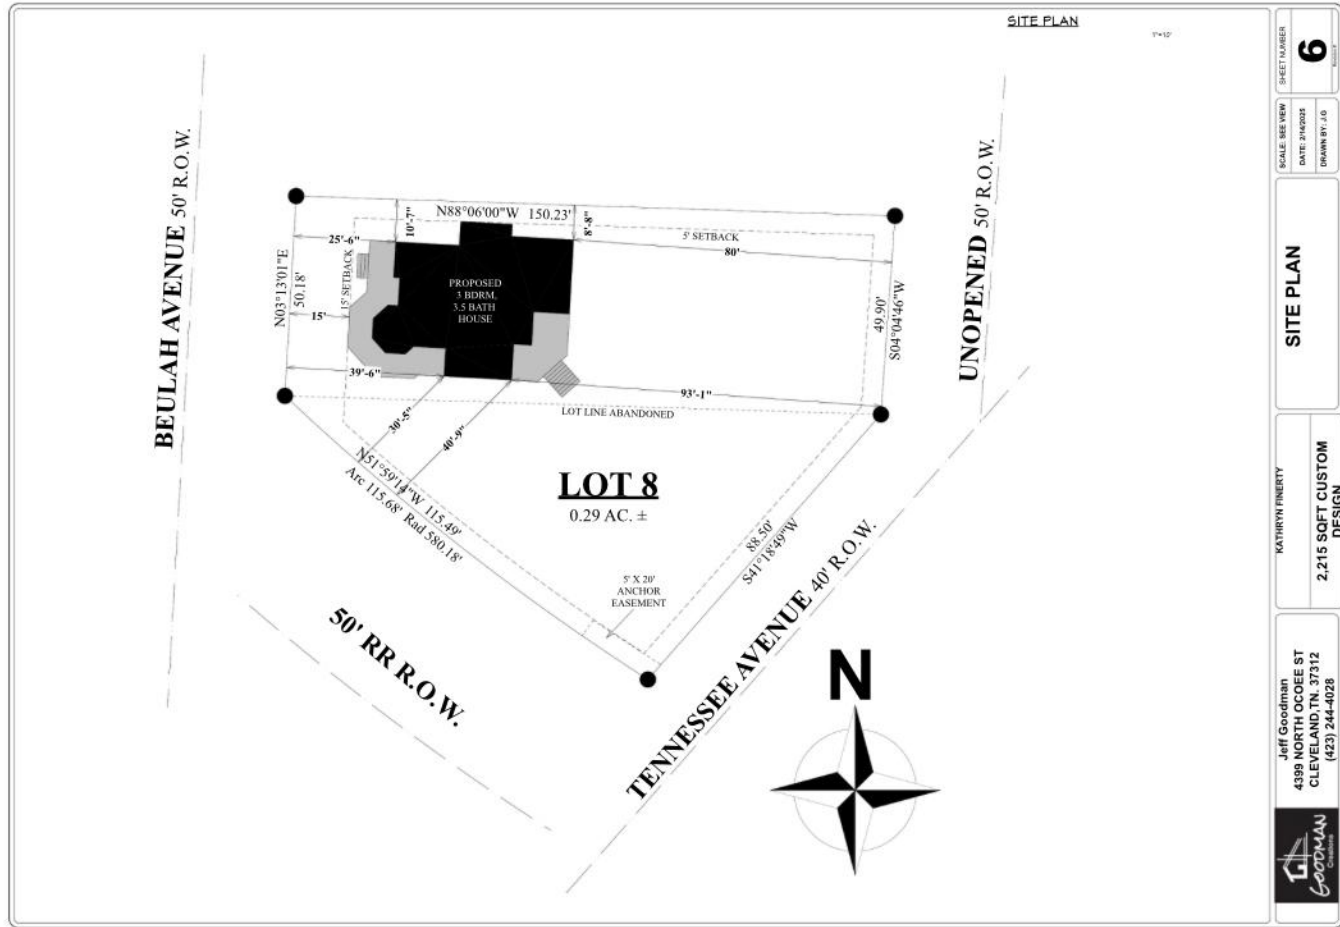 SITE PLAN
1"=10'
BEULAH AVENUE 50' R.O.W.
UNOPENED 50' R.O.W.
N88°06'00"W 150.23'
10'-7"
8'-8"
25'-6"
5' SETBACK
80'
N03°13'01"E
50.18'
15' SETBACK
15'
PROPOSED
3 BDRM,
3.5 BATH
HOUSE
49.90'
S04°04'46"W
39'-6"
93'-1"
LOT LINE ABANDONED
30'-5"
40'-9"
N51°59'14"W 115.49'
Arc 115.68' Rad 580.18'
LOT 8
0.29 AC. ±
88.50'
S41°18'49"W
5' X 20'
ANCHOR
EASEMENT
50' RR R.O.W.
TENNESSEE AVENUE 40' R.O.W.
N
SHEET NUMBER
6
SCALE: SEE VIEW
DATE: 2/14/2025
DRAWN BY: J.G
SITE PLAN
KATHRYN FINERTY
2,215 SQFT CUSTOM
DESIGN
Jeff Goodman
4399 NORTH OCOEE ST
CLEVELAND,TN. 37312
(423) 244-4028
GOODMAN
Creations